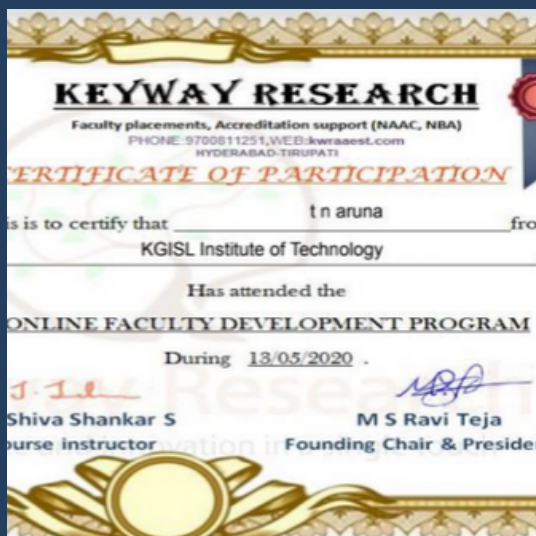 KEYWAY RESEARCH
Faculty placements, Accreditation support (NAAC, NBA)
PHONE:9700811251,WEB:kwraaest.com
HYDERABAD-TIRUPATI
ERTIFICATE OF PARTICIPATION
is is to certify that t n aruna fro
KGISL Institute of Technology
Has attended the
ONLINE FACULTY DEVELOPMENT PROGRAM
During 13/05/2020 .
Shiva Shankar S M S Ravi Teja
ourse instructor Founding Chair & Preside